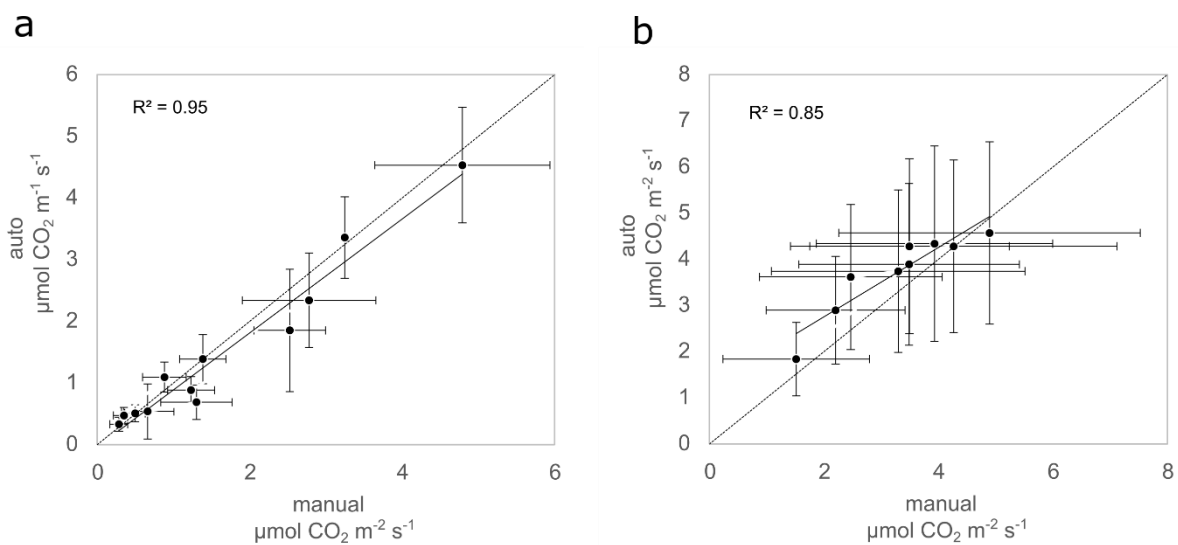 a
R² = 0.95
auto
µmol CO₂ m⁻¹ s⁻¹
6
5
4
3
2
1
0
0 2 4 6
manual
µmol CO₂ m⁻² s⁻¹
b
R² = 0.85
auto
µmol CO₂ m⁻² s⁻¹
8
7
6
5
4
3
2
1
0
0 2 4 6 8
manual
µmol CO₂ m⁻² s⁻¹